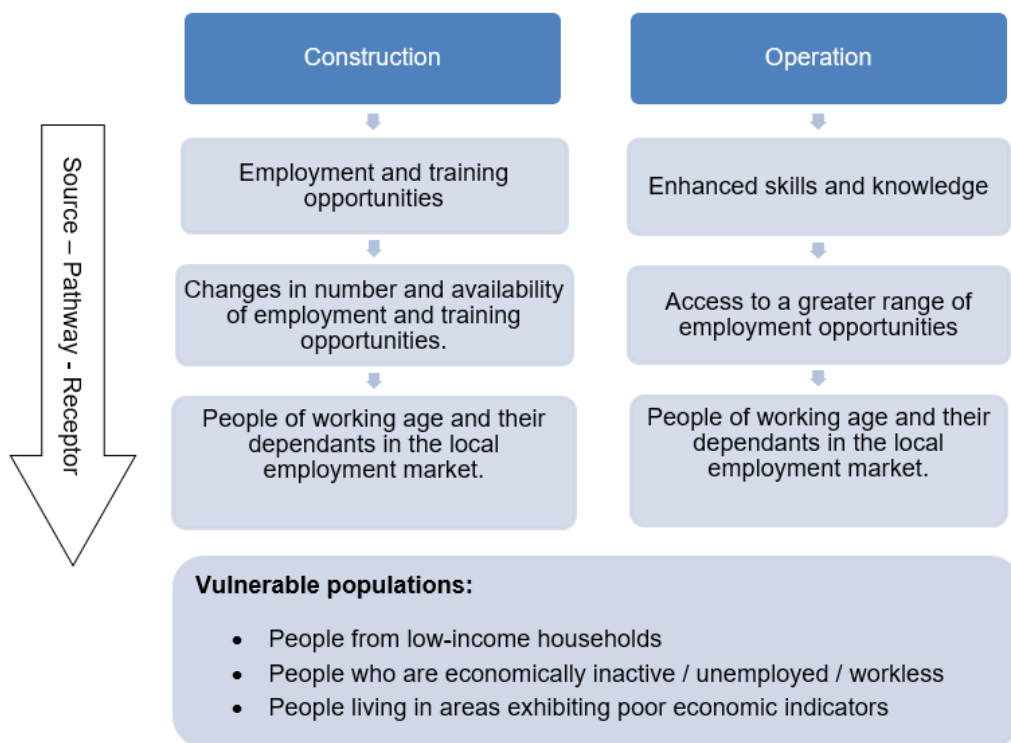 Construction
Operation
Source – Pathway - Receptor
Employment and training
opportunities
Enhanced skills and knowledge
Changes in number and availability
of employment and training
opportunities.
Access to a greater range of
employment opportunities
People of working age and their
dependants in the local
employment market.
People of working age and their
dependants in the local
employment market.
Vulnerable populations:
• People from low-income households
• People who are economically inactive / unemployed / workless
• People living in areas exhibiting poor economic indicators